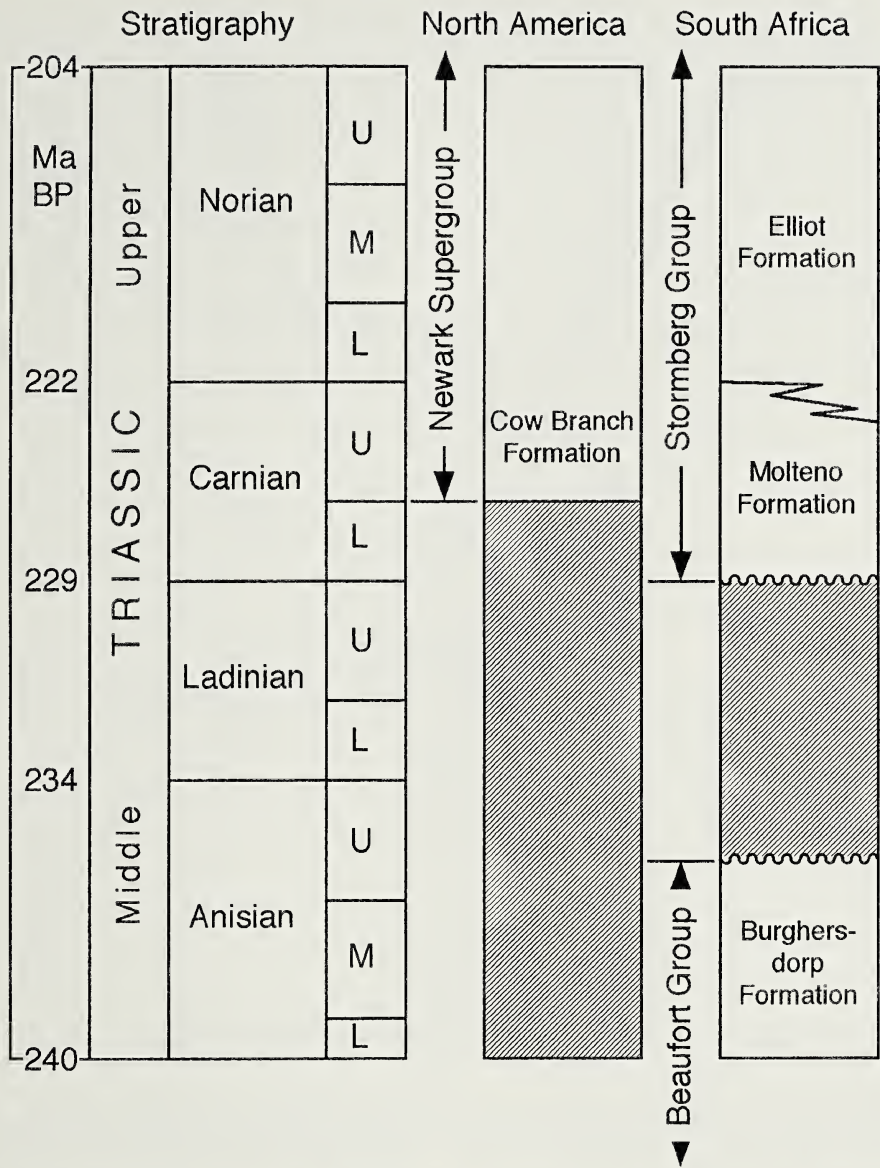 Stratigraphy
North America
South Africa
204
Ma
BP
222
229
234
240
TRIASSIC
Upper
Middle
Norian
Carnian
Ladinian
Anisian
U
M
L
U
L
U
L
U
M
L
Newark Supergroup
Cow Branch
Formation
Stormberg Group
Beaufort Group
Elliot
Formation
Molteno
Formation
Burghers-
dorp
Formation